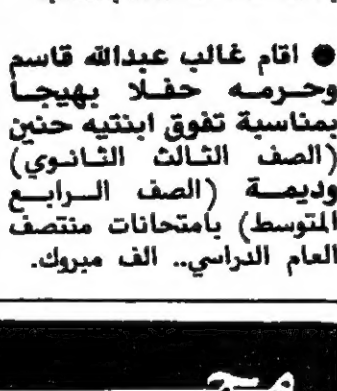 ● اقام غالب عبدالله قاسم
وحرمه حفلا بهيجا
بمناسبة تفوق ابنتيه حنين
(الصف الثالث الثانوي)
وديمة (الصف الرابع
المتوسط) بامتحانات منتصف
العام الدراسي.. الف مبروك.